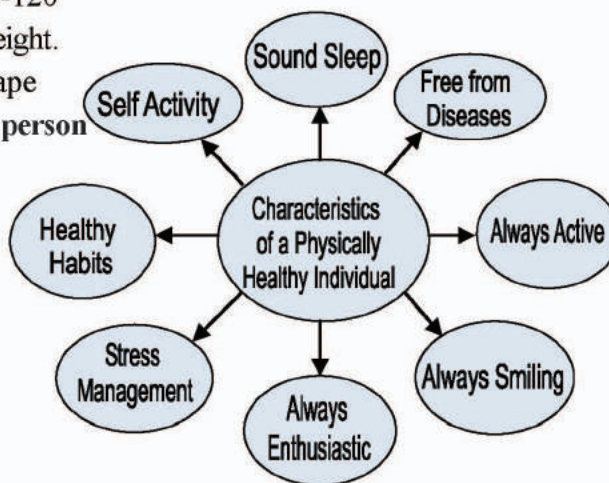 -120
eight.
ape
person
Sound Sleep
Free from
Diseases
Self Activity
Characteristics
of a Physically
Healthy Individual
Always Active
Healthy
Habits
Stress
Management
Always
Enthusiastic
Always Smiling